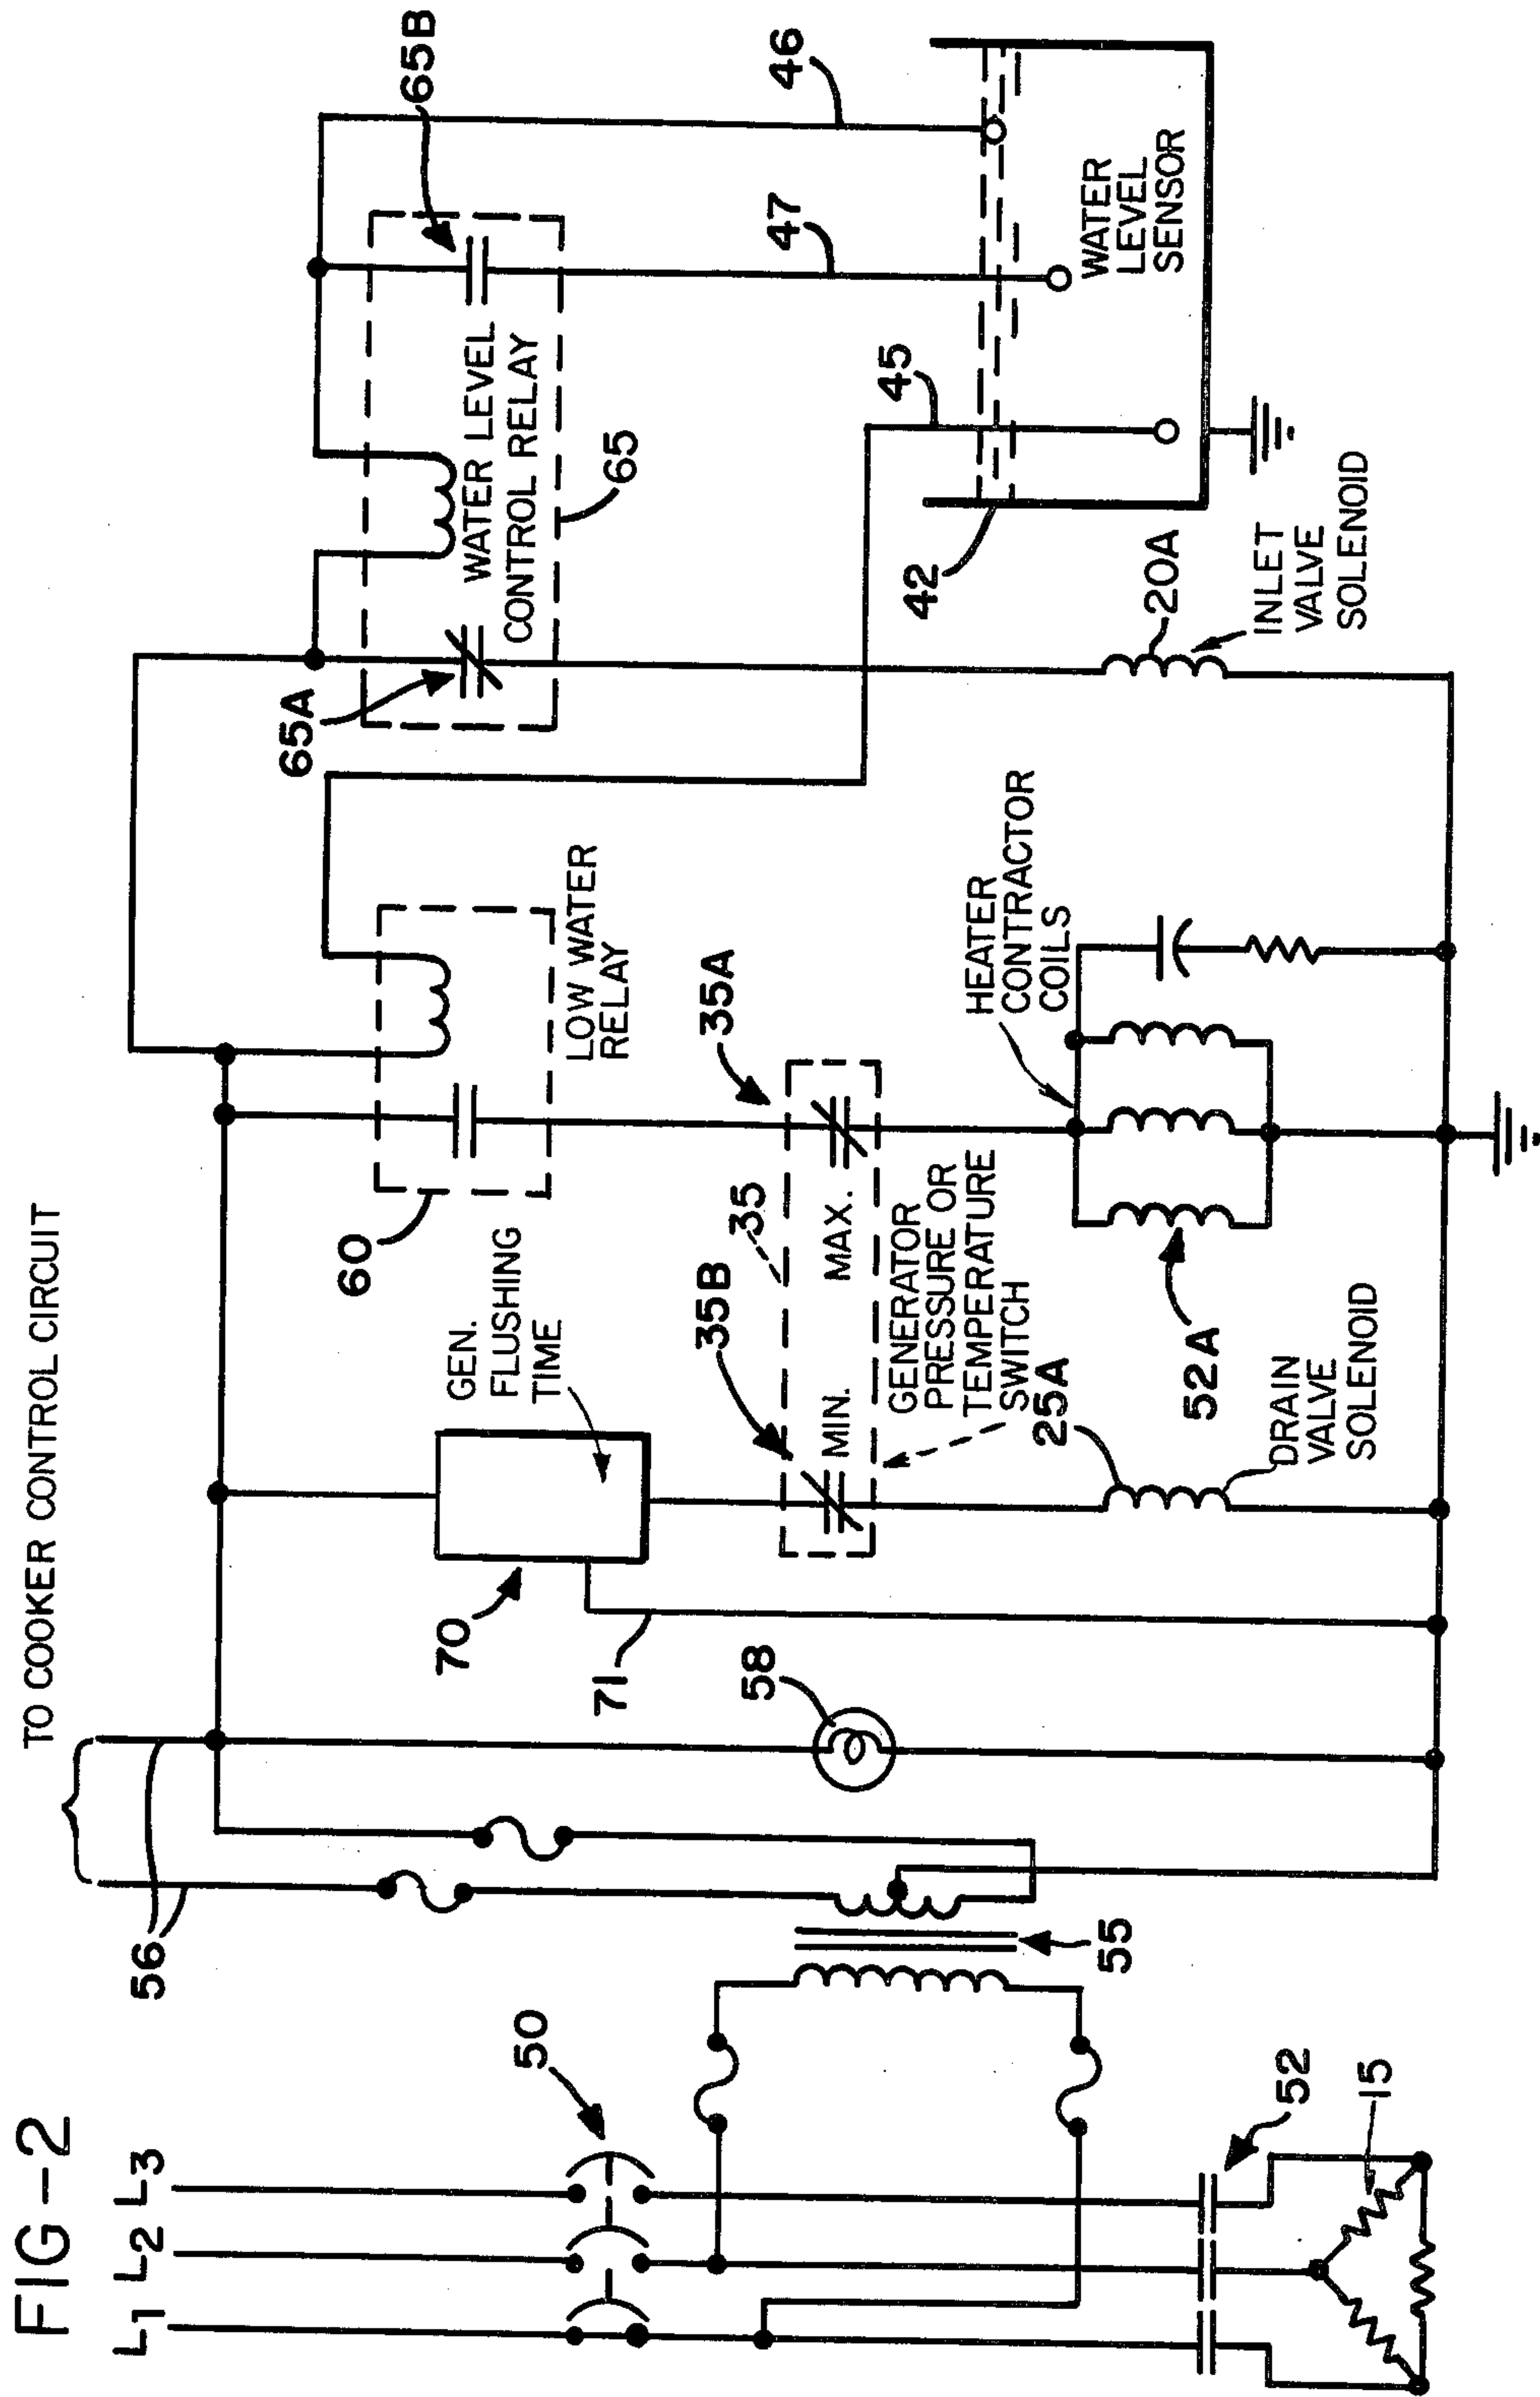 FIG-2
L1
L2
L3
50
52
15
55
56
TO COOKER CONTROL CIRCUIT
58
70
71
GEN.
FLUSHING
TIME
35B
35
35A
MIN.
MAX.
GENERATOR
PRESSURE OR
TEMPERATURE
SWITCH
25A
DRAIN
VALVE
SOLENOID
52A
60
LOW WATER
RELAY
HEATER
CONTRACTOR
COILS
65A
65B
WATER LEVEL
CONTROL RELAY
65
20A
INLET
VALVE
SOLENOID
42
45
47
46
WATER
LEVEL
SENSOR